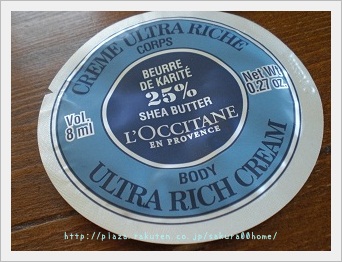 CREME ULTRA RICHE
CORPS
BEURRE
DE KARITÉ
25%
SHEA BUTTER
L'OCCITANE
EN PROVENCE
Vol.
8 ml
Net Wt
0.27 oz.
BODY
ULTRA RICH CREAM
http://plaza.rakuten.co.jp/sakura00home/